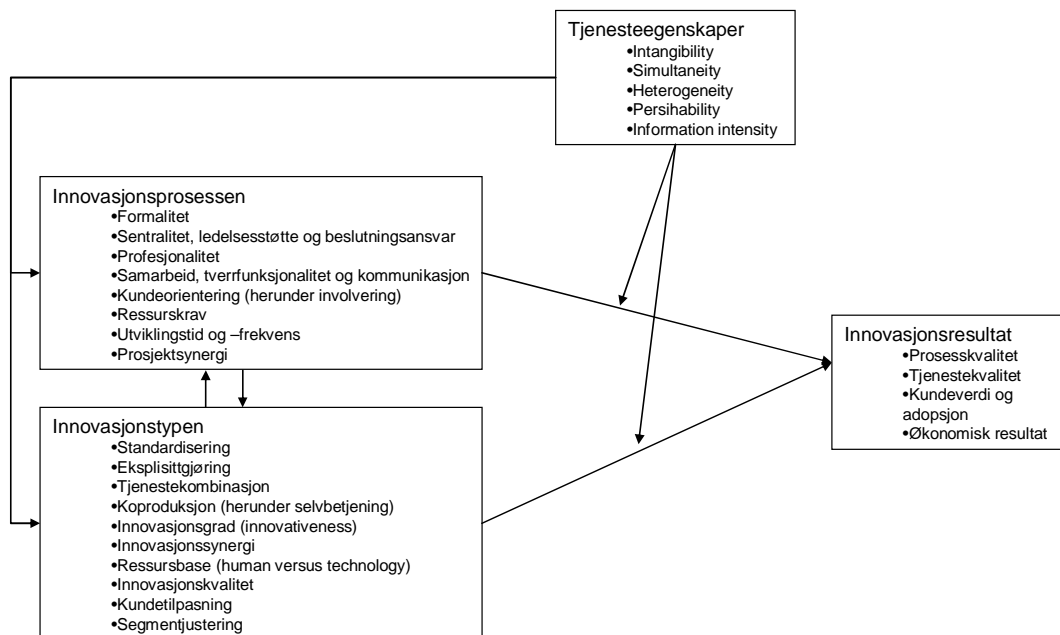 Tjenesteegenskaper
•Intangibility
•Simultaneity
•Heterogeneity
•Persihability
•Information intensity
Innovasjonsprosessen
•Formalitet
•Sentralitet, ledelsesstøtte og beslutningsansvar
•Profesjonalitet
•Samarbeid, tverrfunksjonalitet og kommunikasjon
•Kundeorientering (herunder involvering)
•Ressurskrav
•Utviklingstid og –frekvens
•Prosjektsynergi
Innovasjonsresultat
•Prosesskvalitet
•Tjenestekvalitet
•Kundeverdi og
adopsjon
•Økonomisk resultat
Innovasjonstypen
•Standardisering
•Eksplisittgjøring
•Tjenestekombinasjon
•Koproduksjon (herunder selvbetjening)
•Innovasjonsgrad (innovativeness)
•Innovasjonssynergi
•Ressursbase (human versus technology)
•Innovasjonskvalitet
•Kundetilpasning
•Segmentjustering